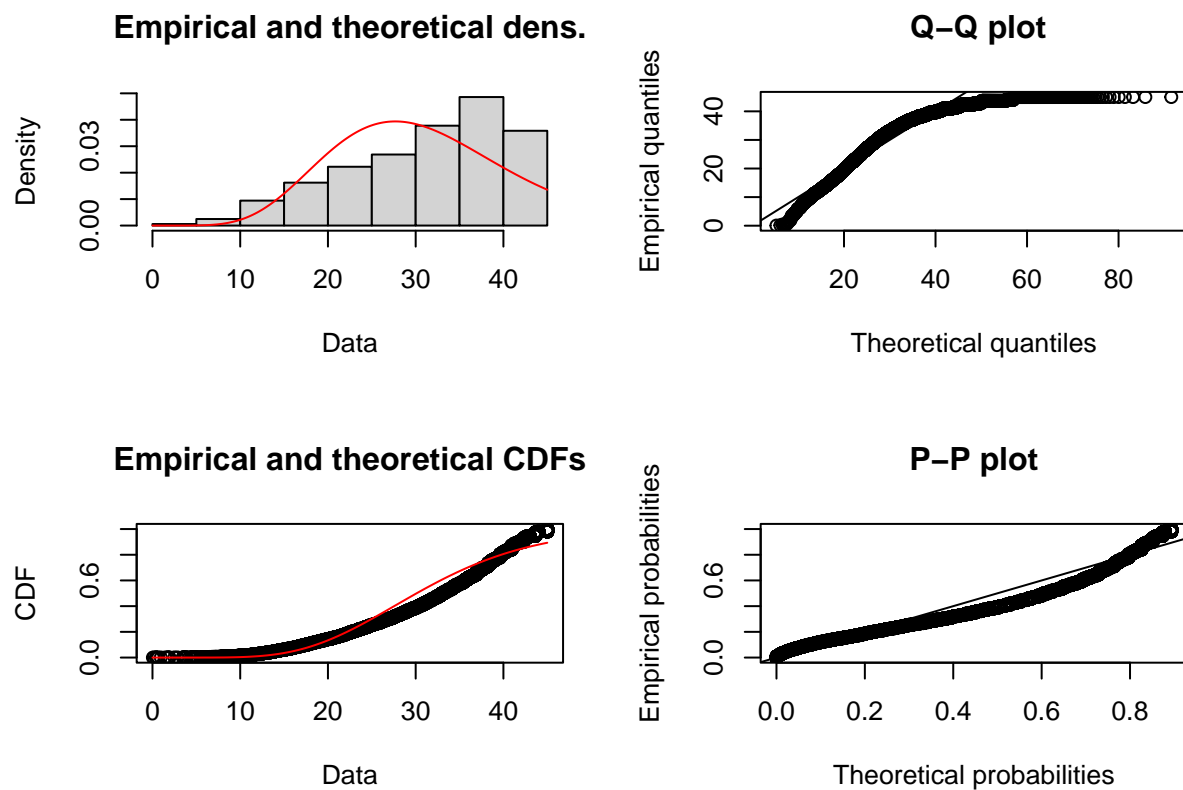 Empirical and theoretical dens.
Density
0.00 0.03
0 10 20 30 40
Data
Q−Q plot
Empirical quantiles
0 20 40
20 40 60 80
Theoretical quantiles
Empirical and theoretical CDFs
CDF
0.0 0.6
0 10 20 30 40
Data
P−P plot
Empirical probabilities
0.0 0.6
0.0 0.2 0.4 0.6 0.8
Theoretical probabilities